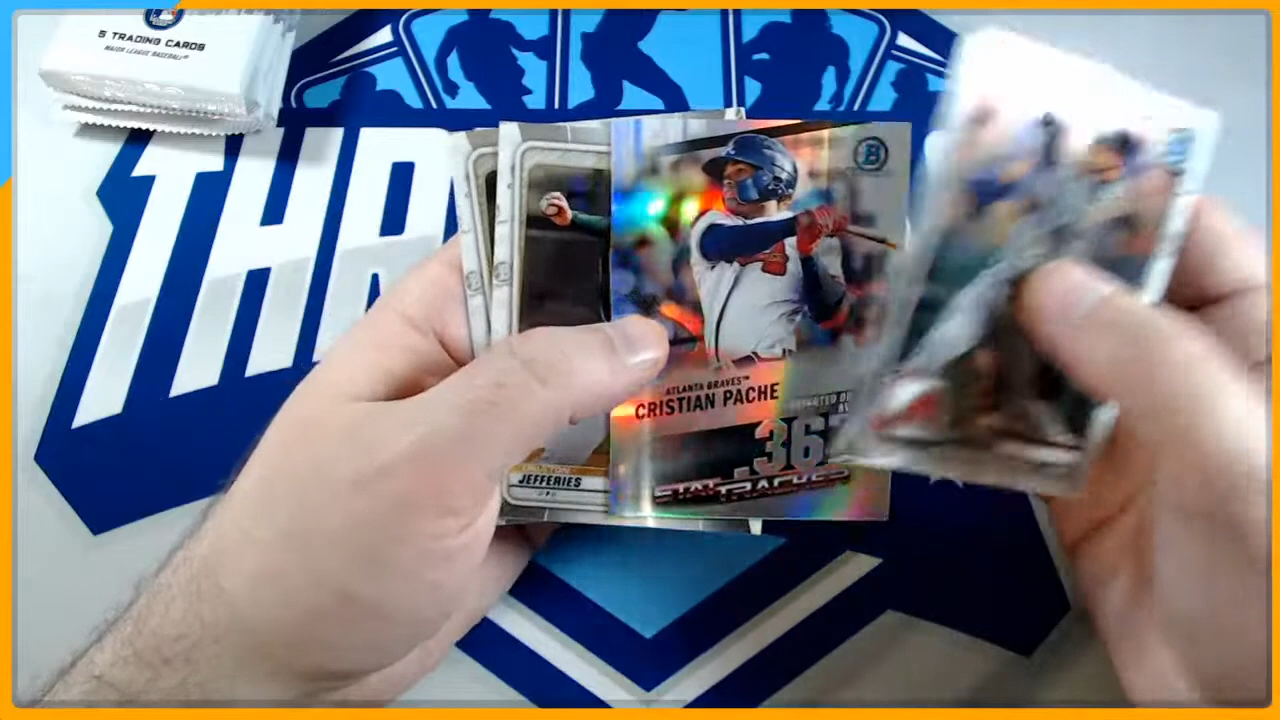 5 TRADING CARDS
MAJOR LEAGUE BASEBALL
THR
B
ATLANTA BRAVES™
CRISTIAN PACHE
.36
STAT TRACKER
JEFFERIES